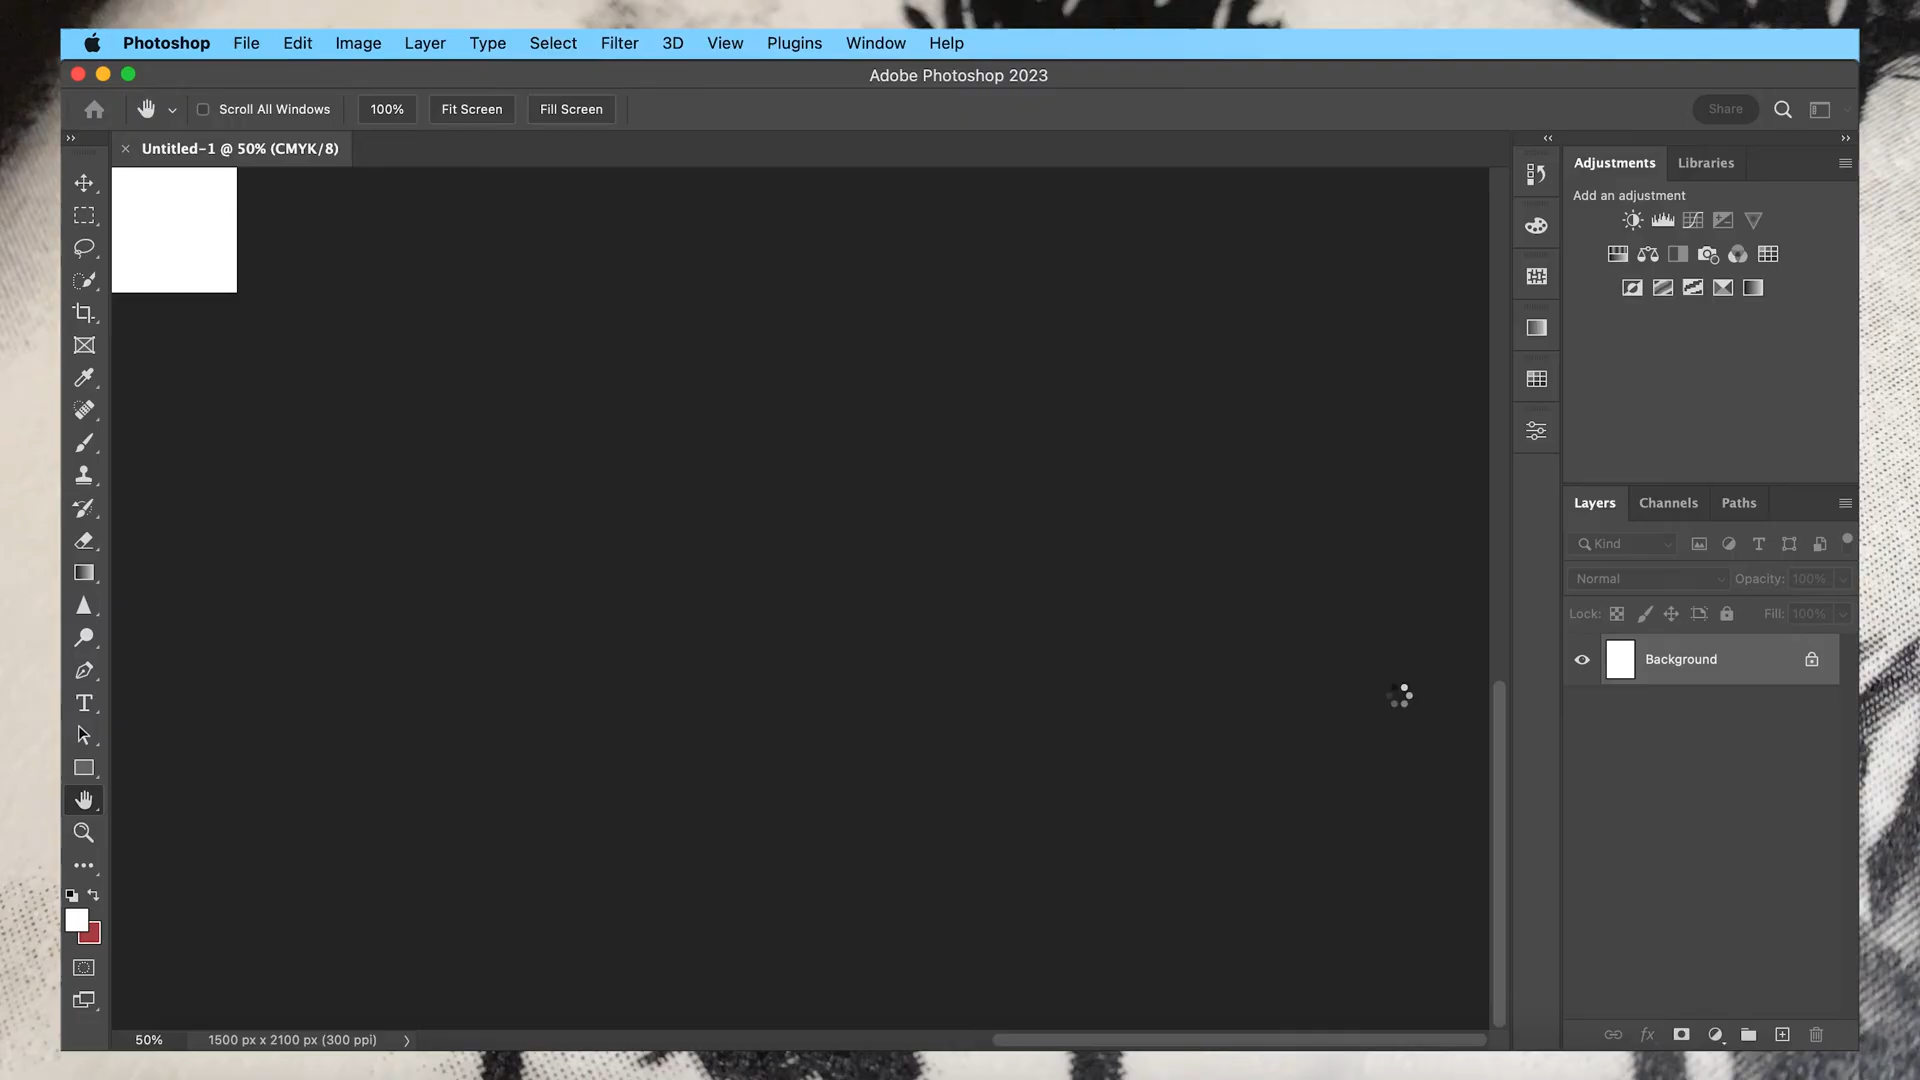 Photoshop File Edit Image Layer Type Select Filter 3D View Plugins Window Help
Adobe Photoshop 2023
Scroll All Windows 100% Fit Screen Fill Screen Share
Untitled-1 @ 50% (CMYK/8)
Adjustments Libraries
Add an adjustment
Layers Channels Paths
Kind
Normal Opacity: 100%
Lock: Fill: 100%
Background
50% 1500 px x 2100 px (300 ppi)
fx